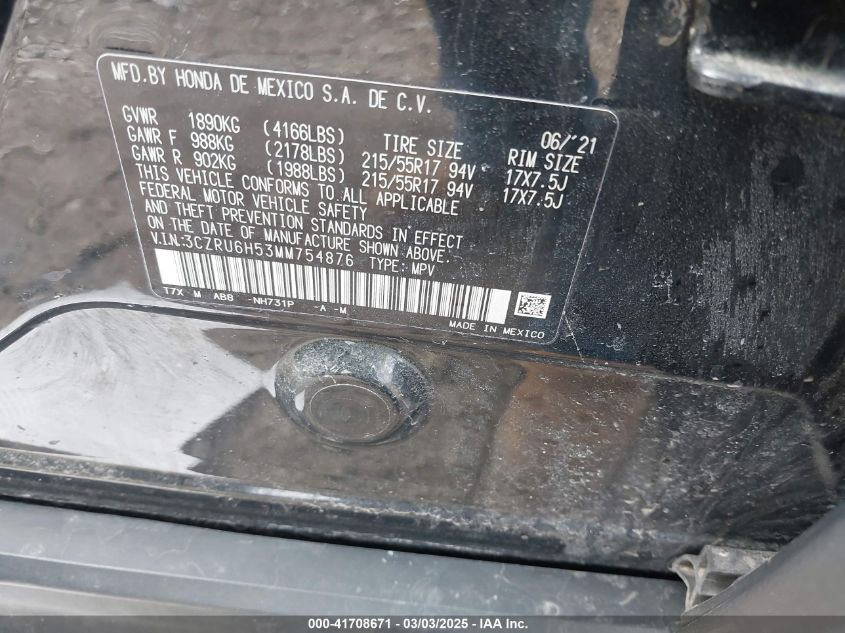 MFD.BY HONDA DE MEXICO S.A. DE C.V.
06/'21
GVWR 1890KG (4166LBS) TIRE SIZE RIM SIZE
GAWR F 988KG (2178LBS) 215/55R17 94V 17X7.5J
GAWR R 902KG (1988LBS) 215/55R17 94V 17X7.5J
THIS VEHICLE CONFORMS TO ALL APPLICABLE
FEDERAL MOTOR VEHICLE SAFETY
AND THEFT PREVENTION STANDARDS IN EFFECT
ON THE DATE OF MANUFACTURE SHOWN ABOVE.
V.I.N:3CZRU6H53MM754876 TYPE: MPV
T7X M AB8 -NH731P -A -M
MADE IN MEXICO
000-41708671 - 03/03/2025 - IAA Inc.